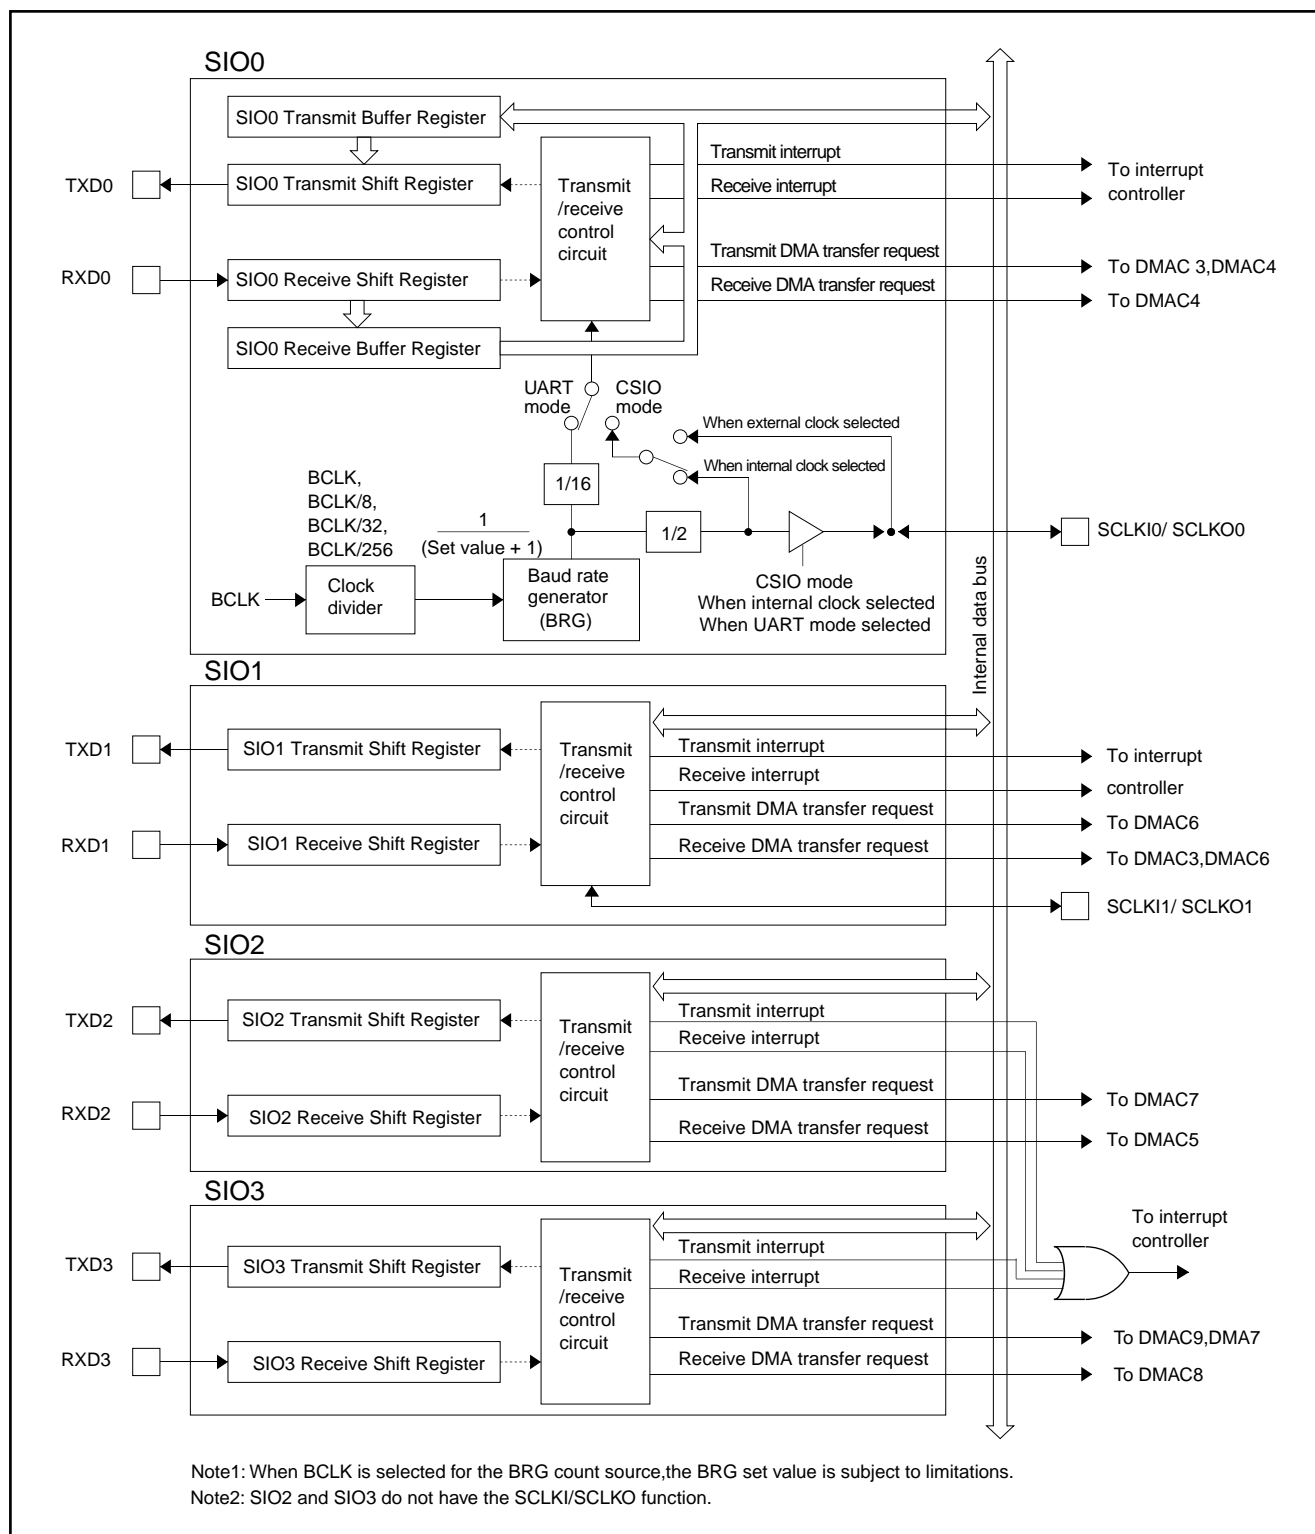 SIO0
SIO0 Transmit Buffer Register
TXD0
SIO0 Transmit Shift Register
Transmit
/receive
control
circuit
Transmit interrupt
Receive interrupt
To interrupt
controller
RXD0
SIO0 Receive Shift Register
Transmit DMA transfer request
Receive DMA transfer request
To DMAC 3,DMAC4
To DMAC4
SIO0 Receive Buffer Register
UART
mode
CSIO
mode
When external clock selected
When internal clock selected
1/16
BCLK,
BCLK/8,
BCLK/32,
BCLK/256
1
(Set value + 1)
1/2
SCLKI0/ SCLKO0
BCLK
Clock
divider
Baud rate
generator
(BRG)
CSIO mode
When internal clock selected
When UART mode selected
Internal data bus
SIO1
TXD1
SIO1 Transmit Shift Register
Transmit
/receive
control
circuit
Transmit interrupt
Receive interrupt
To interrupt
controller
RXD1
SIO1 Receive Shift Register
Transmit DMA transfer request
Receive DMA transfer request
To DMAC6
To DMAC3,DMAC6
SCLKI1/ SCLKO1
SIO2
TXD2
SIO2 Transmit Shift Register
Transmit
/receive
control
circuit
Transmit interrupt
Receive interrupt
RXD2
SIO2 Receive Shift Register
Transmit DMA transfer request
Receive DMA transfer request
To DMAC7
To DMAC5
SIO3
TXD3
SIO3 Transmit Shift Register
Transmit
/receive
control
circuit
Transmit interrupt
Receive interrupt
To interrupt
controller
RXD3
SIO3 Receive Shift Register
Transmit DMA transfer request
Receive DMA transfer request
To DMAC9,DMA7
To DMAC8
Note1: When BCLK is selected for the BRG count source,the BRG set value is subject to limitations.
Note2: SIO2 and SIO3 do not have the SCLKI/SCLKO function.